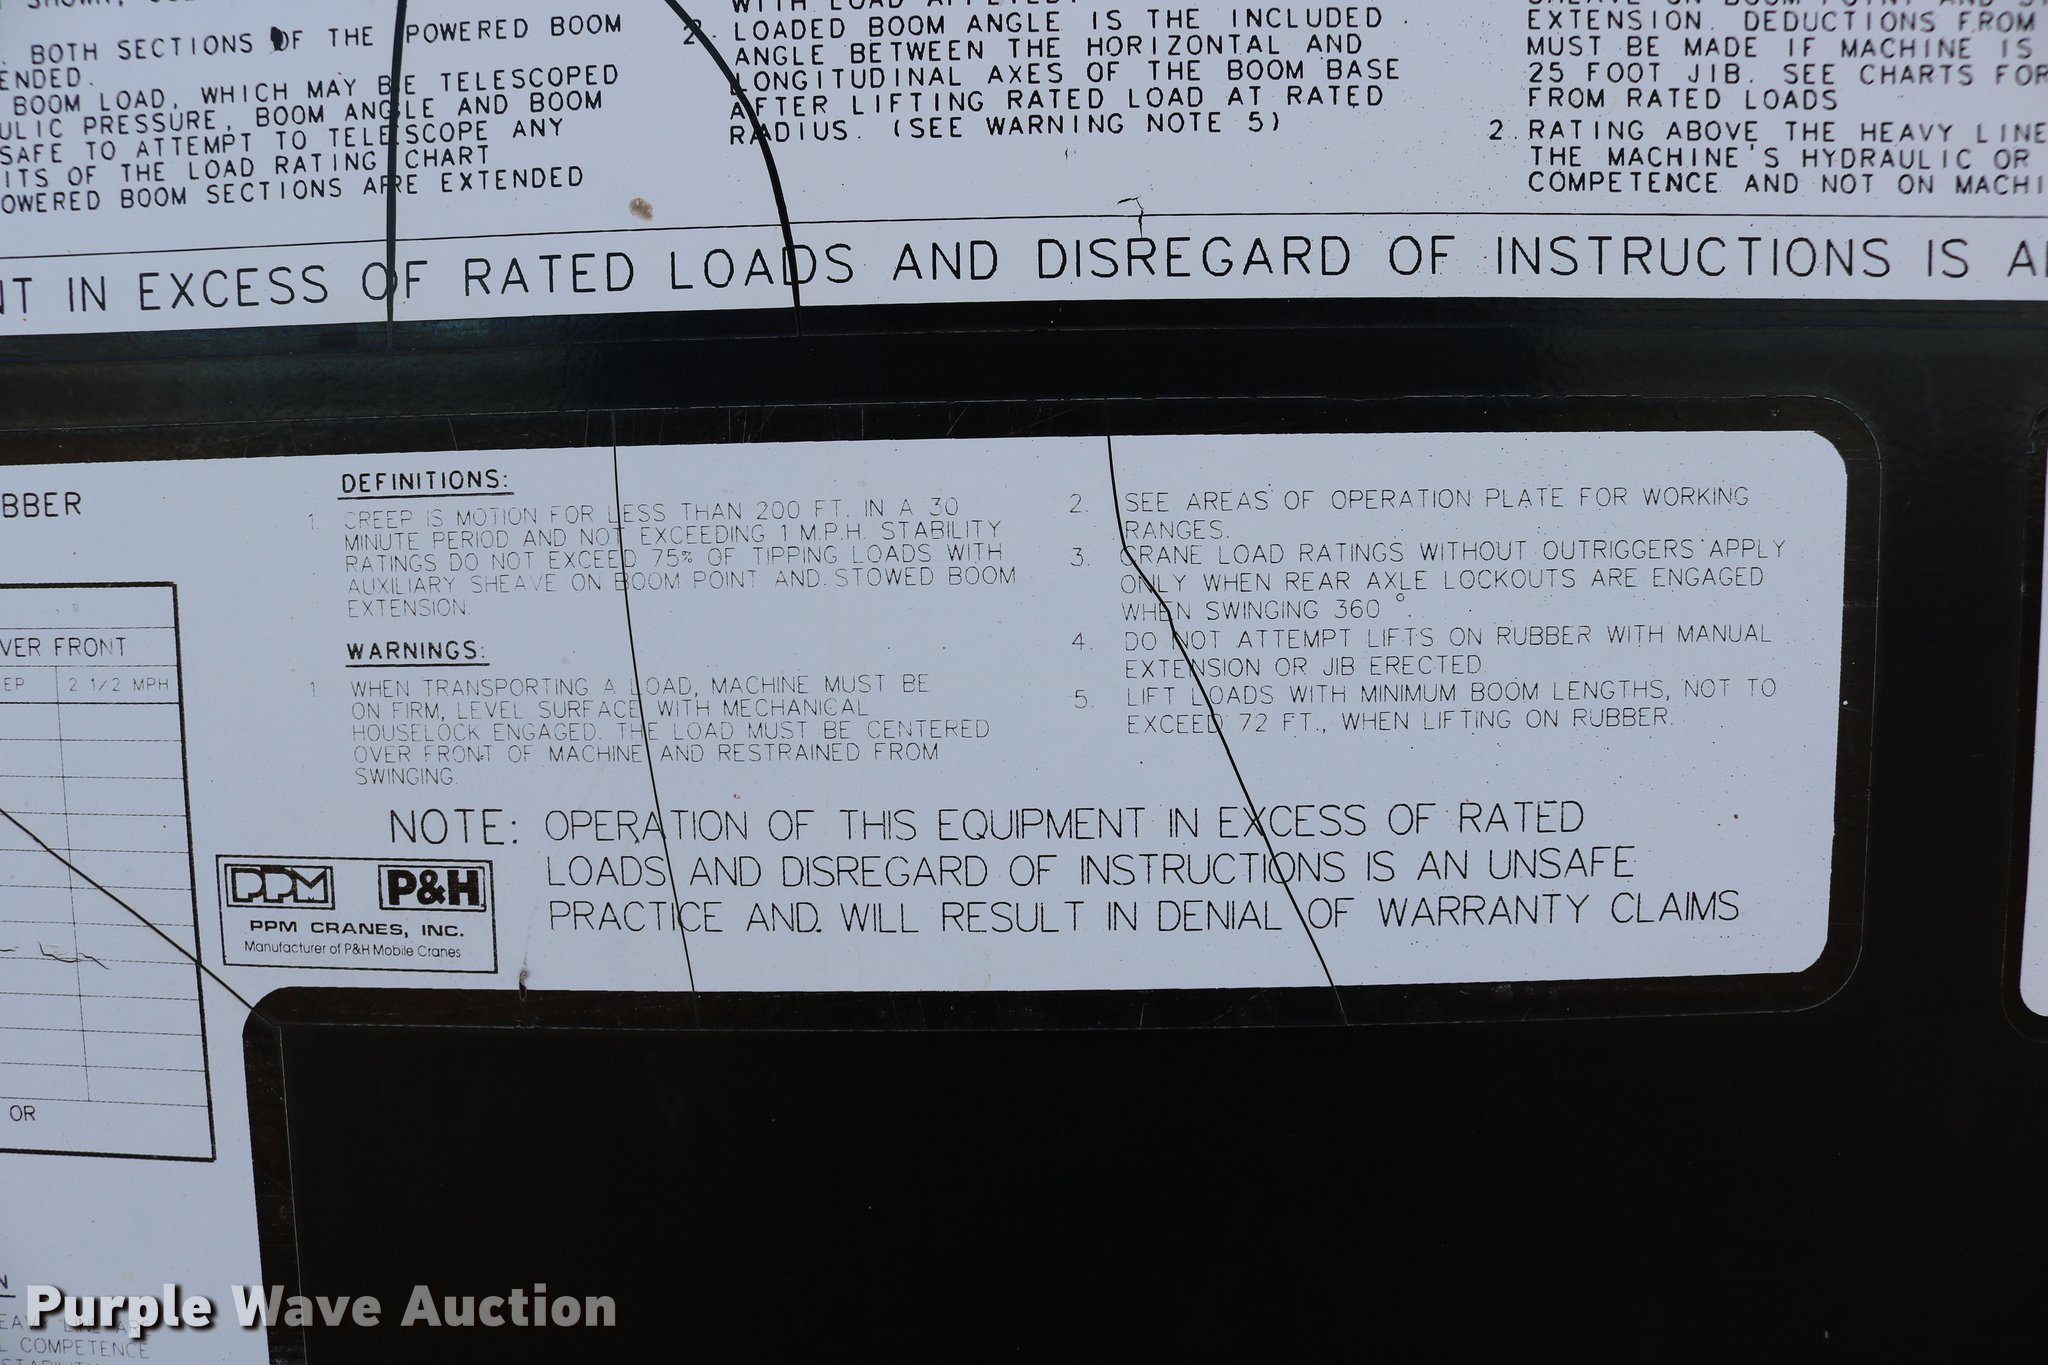 . BOTH SECTIONS OF THE POWERED BOOM
ENDED.
BOOM LOAD, WHICH MAY BE TELESCOPED
ULIC PRESSURE, BOOM ANGLE AND BOOM
SAFE TO ATTEMPT TO TELESCOPE ANY
ITS OF THE LOAD RATING CHART
OWERED BOOM SECTIONS ARE EXTENDED
2. LOADED BOOM ANGLE IS THE INCLUDED
ANGLE BETWEEN THE HORIZONTAL AND
LONGITUDINAL AXES OF THE BOOM BASE
AFTER LIFTING RATED LOAD AT RATED
RADIUS. (SEE WARNING NOTE 5)
EXTENSION. DEDUCTIONS FROM
MUST BE MADE IF MACHINE IS
25 FOOT JIB. SEE CHARTS FOR
FROM RATED LOADS
2. RATING ABOVE THE HEAVY LINE
THE MACHINE'S HYDRAULIC OR
COMPETENCE AND NOT ON MACHI
NT IN EXCESS OF RATED LOADS AND DISREGARD OF INSTRUCTIONS IS A
BBER
VER FRONT
EP 2 1/2 MPH
OR
DEFINITIONS:
1. CREEP IS MOTION FOR LESS THAN 200 FT. IN A 30
MINUTE PERIOD AND NOT EXCEEDING 1 M.P.H. STABILITY
RATINGS DO NOT EXCEED 75% OF TIPPING LOADS WITH
AUXILIARY SHEAVE ON BOOM POINT AND STOWED BOOM
EXTENSION.
WARNINGS:
1 WHEN TRANSPORTING A LOAD, MACHINE MUST BE
ON FIRM, LEVEL SURFACE WITH MECHANICAL
HOUSELOCK ENGAGED. THE LOAD MUST BE CENTERED
OVER FRONT OF MACHINE AND RESTRAINED FROM
SWINGING.
2. SEE AREAS OF OPERATION PLATE FOR WORKING
RANGES.
3. CRANE LOAD RATINGS WITHOUT OUTRIGGERS APPLY
ONLY WHEN REAR AXLE LOCKOUTS ARE ENGAGED
WHEN SWINGING 360°.
4. DO NOT ATTEMPT LIFTS ON RUBBER WITH MANUAL
EXTENSION OR JIB ERECTED.
5. LIFT LOADS WITH MINIMUM BOOM LENGTHS, NOT TO
EXCEED 72 FT., WHEN LIFTING ON RUBBER.
NOTE: OPERATION OF THIS EQUIPMENT IN EXCESS OF RATED
LOADS AND DISREGARD OF INSTRUCTIONS IS AN UNSAFE
PRACTICE AND. WILL RESULT IN DENIAL OF WARRANTY CLAIMS
PPM P&H
PPM CRANES, INC.
Manufacturer of P&H Mobile Cranes
Purple Wave Auction
COMPETENCE